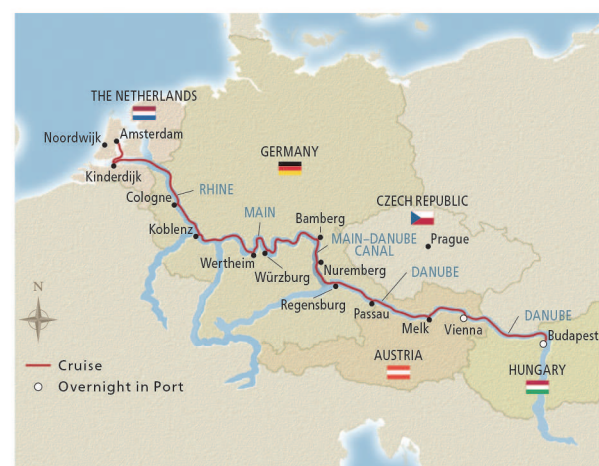 THE NETHERLANDS
Noordwijk
Amsterdam
Kinderdijk
GERMANY
RHINE
Cologne
CZECH REPUBLIC
MAIN
Bamberg
Koblenz
MAIN–DANUBE
CANAL
Prague
Wertheim
Würzburg
Nuremberg
DANUBE
Regensburg
N
Passau
Melk
Vienna
DANUBE
Budapest
AUSTRIA
HUNGARY
Cruise
Overnight in Port